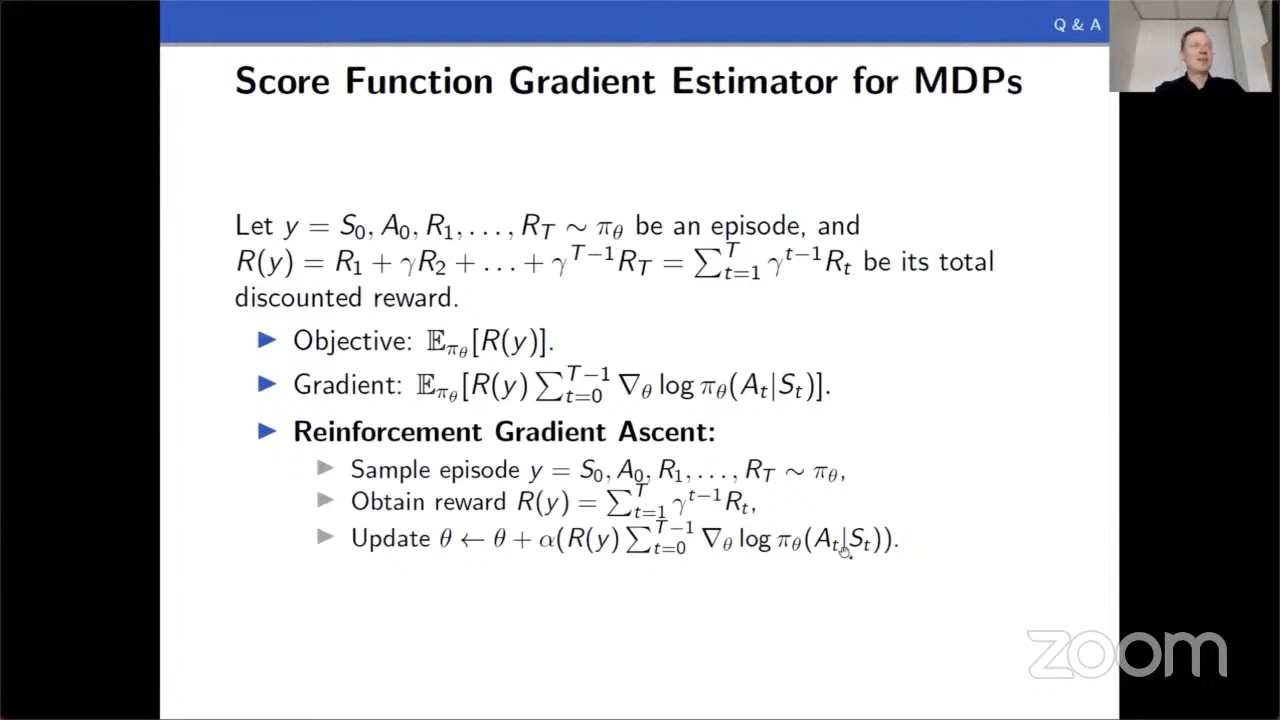 Q & A
Score Function Gradient Estimator for MDPs
Let y = S₀, A₀, R₁, . . . , R_T ∼ π_θ be an episode, and
R(y) = R₁ + γR₂ + . . . + γ^{T−1}R_T = ∑_{t=1}^{T} γ^{t−1}R_t be its total
discounted reward.
▶ Objective: 𝔼_{π_θ}[R(y)].
▶ Gradient: 𝔼_{π_θ}[R(y) ∑_{t=0}^{T−1} ∇_θ log π_θ(A_t|S_t)].
▶ Reinforcement Gradient Ascent:
▶ Sample episode y = S₀, A₀, R₁, . . . , R_T ∼ π_θ,
▶ Obtain reward R(y) = ∑_{t=1}^{T} γ^{t−1}R_t,
▶ Update θ ← θ + α(R(y) ∑_{t=0}^{T−1} ∇_θ log π_θ(A_t|S_t)).
zoom